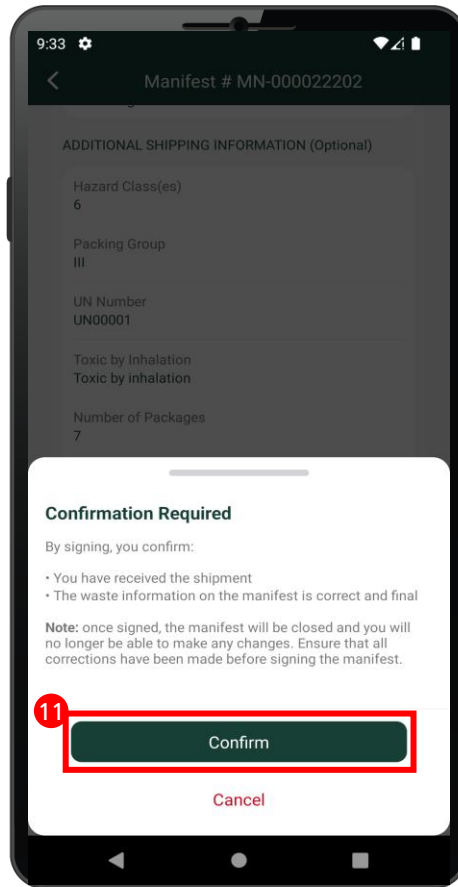 9:33
Manifest # MN-000022202
ADDITIONAL SHIPPING INFORMATION (Optional)
Hazard Class(es)
6
Packing Group
III
UN Number
UN00001
Toxic by Inhalation
Toxic by inhalation
Number of Packages
7
Confirmation Required
By signing, you confirm:
• You have received the shipment
• The waste information on the manifest is correct and final
Note: once signed, the manifest will be closed and you will
no longer be able to make any changes. Ensure that all
corrections have been made before signing the manifest.
11
Confirm
Cancel